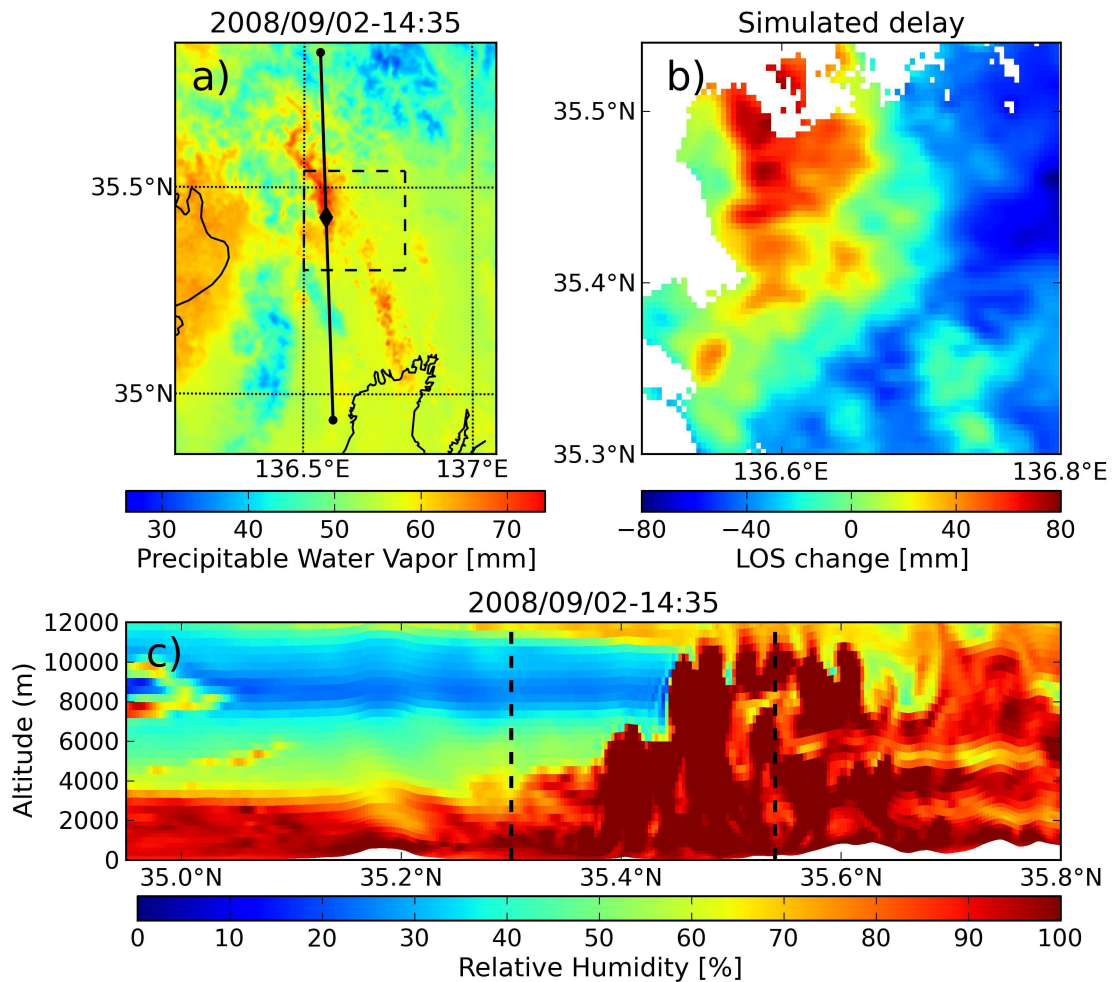 2008/09/02-14:35
Simulated delay
a)
b)
35.5°N
35°N
136.5°E
137°E
35.5°N
35.4°N
35.3°N
136.6°E
136.8°E
30 40 50 60 70
Precipitable Water Vapor [mm]
−80 −40 0 40 80
LOS change [mm]
2008/09/02-14:35
c)
Altitude (m)
12000
10000
8000
6000
4000
2000
0
35.0°N 35.2°N 35.4°N 35.6°N 35.8°N
0 10 20 30 40 50 60 70 80 90 100
Relative Humidity [%]